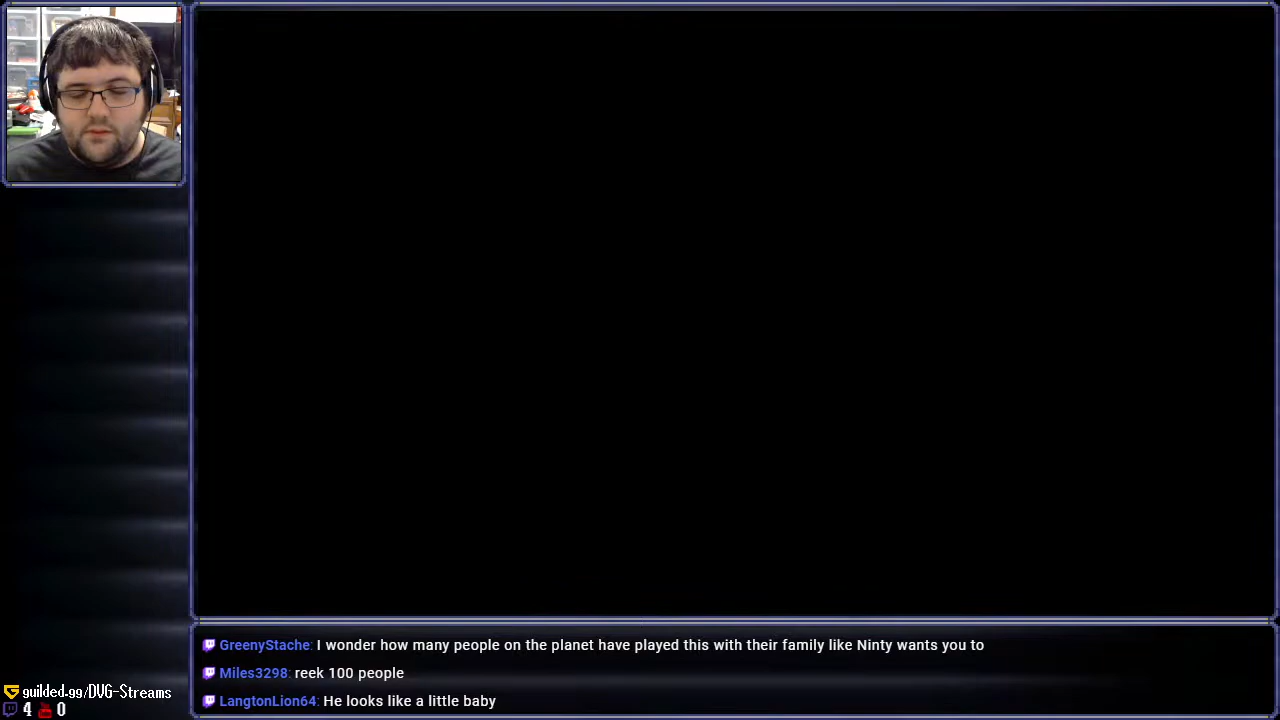 GreenyStache: I wonder how many people on the planet have played this with their family like Ninty wants you to
Miles3298: reek 100 people
LangtonLion64: He looks like a little baby
guilded.gg/DVG-Streams
4 0